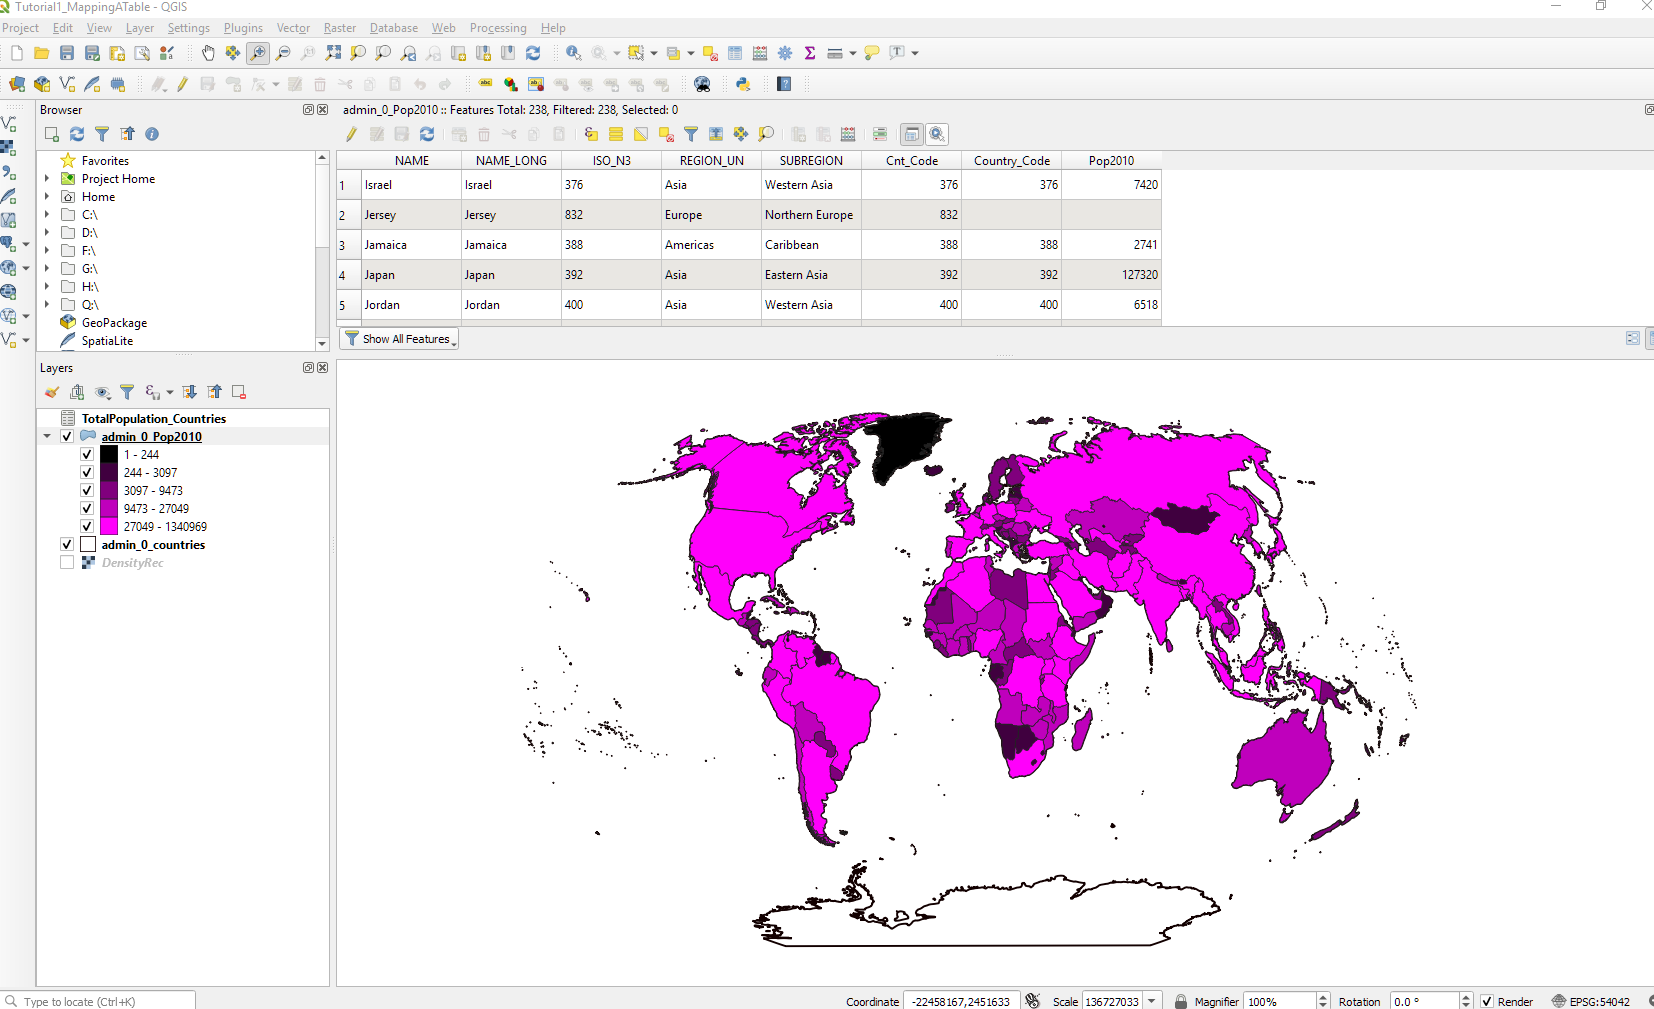 Tutorial1_MappingATable - QGIS
Project Edit View Layer Settings Plugins Vector Raster Database Web Processing Help
Browser
admin_0_Pop2010 :: Features Total: 238, Filtered: 238, Selected: 0
Favorites
Project Home
Home
C:\
D:\
F:\
G:\
H:\
Q:\
GeoPackage
SpatiaLite
NAME NAME_LONG ISO_N3 REGION_UN SUBREGION Cnt_Code Country_Code Pop2010
1 Israel Israel 376 Asia Western Asia 376 376 7420
2 Jersey Jersey 832 Europe Northern Europe 832
3 Jamaica Jamaica 388 Americas Caribbean 388 388 2741
4 Japan Japan 392 Asia Eastern Asia 392 392 127320
5 Jordan Jordan 400 Asia Western Asia 400 400 6518
Show All Features
Layers
TotalPopulation_Countries
admin_0_Pop2010
1 - 244
244 - 3097
3097 - 9473
9473 - 27049
27049 - 1340969
admin_0_countries
DensityRec
Type to locate (Ctrl+K)
Coordinate -22458167,2451633 Scale 136727033 Magnifier 100% Rotation 0.0 ° Render EPSG:54042